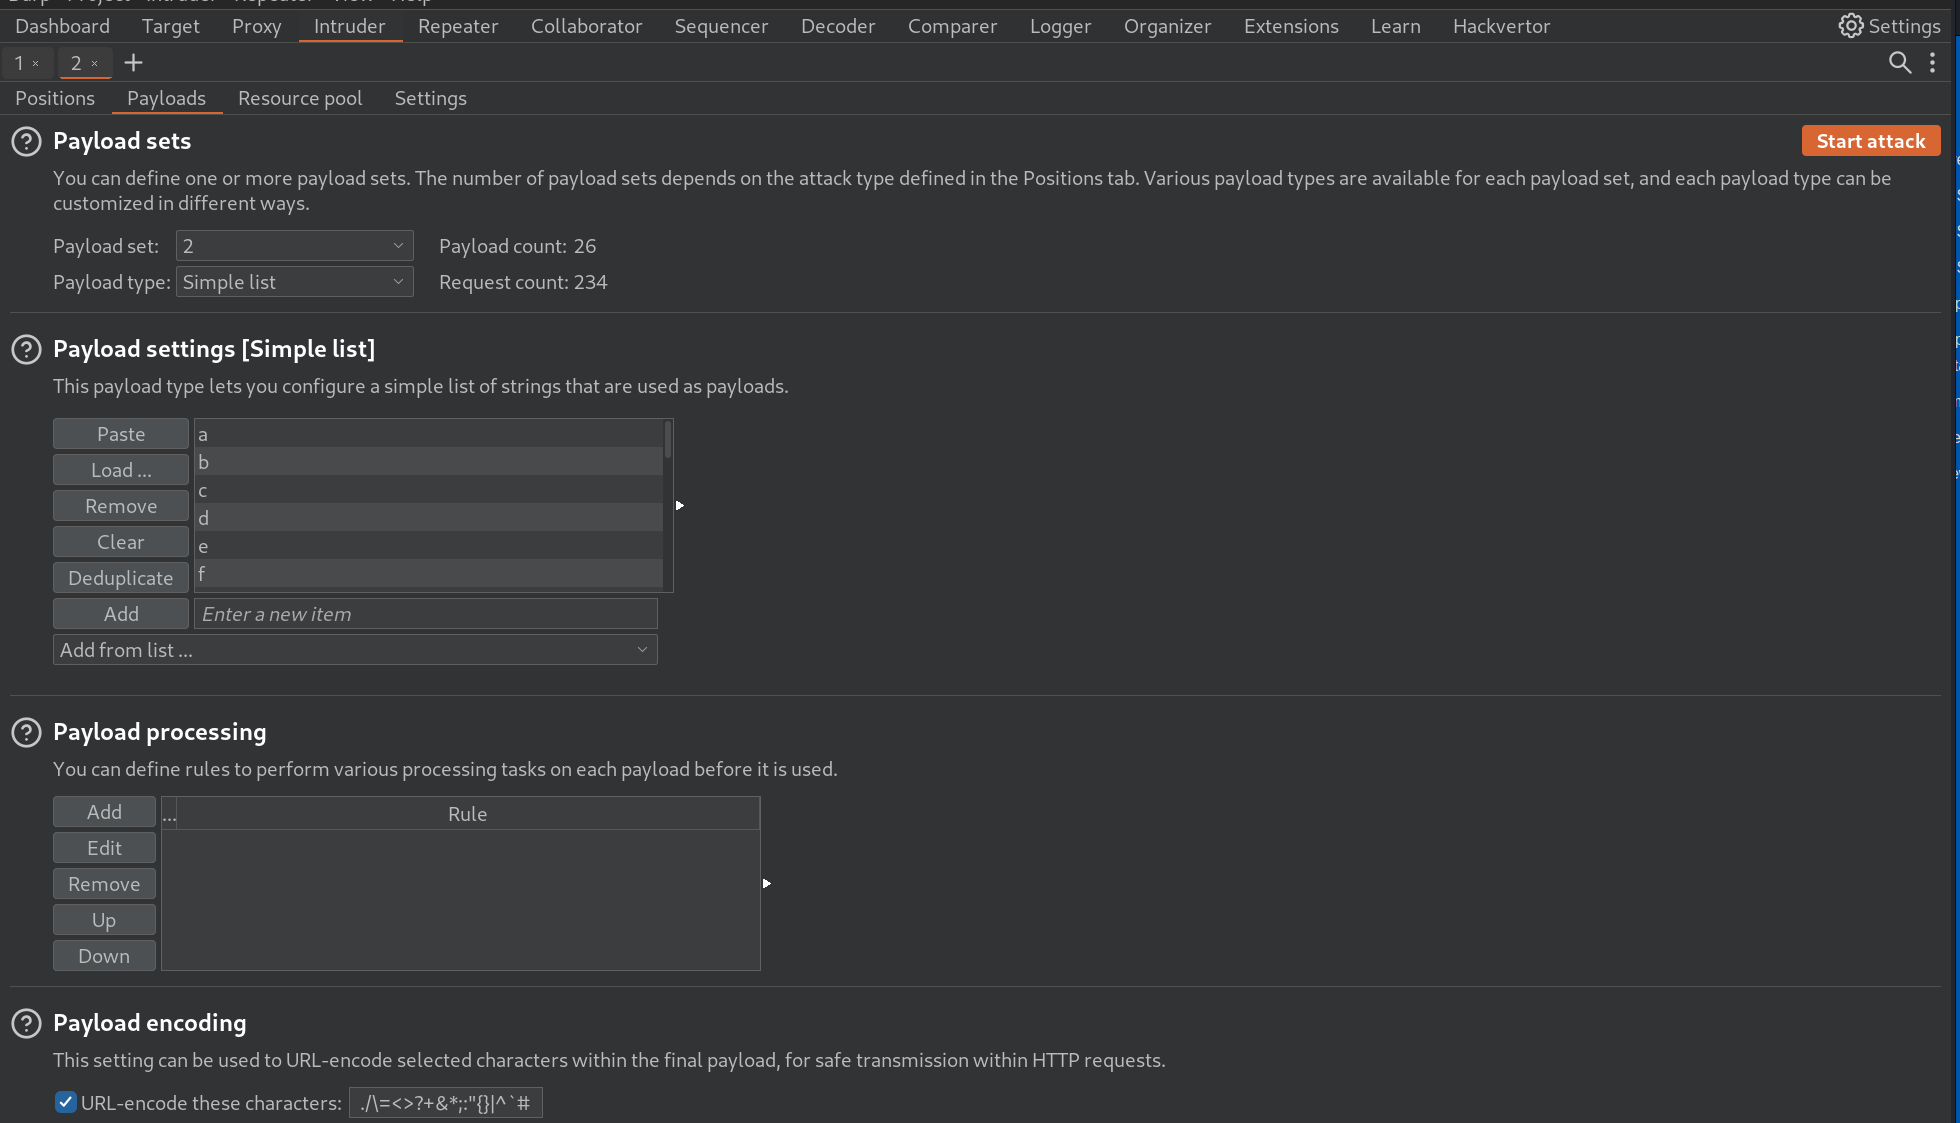 Dashboard Target Proxy Intruder Repeater Collaborator Sequencer Decoder Comparer Logger Organizer Extensions Learn Hackvertor Settings
1 × 2 × +
Positions Payloads Resource pool Settings
? Payload sets Start attack
You can define one or more payload sets. The number of payload sets depends on the attack type defined in the Positions tab. Various payload types are available for each payload set, and each payload type can be
customized in different ways.
Payload set: 2 Payload count: 26
Payload type: Simple list Request count: 234
? Payload settings [Simple list]
This payload type lets you configure a simple list of strings that are used as payloads.
Paste a
b
Load ...
c
Remove
d
Clear e
Deduplicate f
Add Enter a new item
Add from list ...
? Payload processing
You can define rules to perform various processing tasks on each payload before it is used.
Add ... Rule
Edit
Remove
Up
Down
? Payload encoding
This setting can be used to URL-encode selected characters within the final payload, for safe transmission within HTTP requests.
URL-encode these characters: ./\=<>?+&*;:"{}|^`#